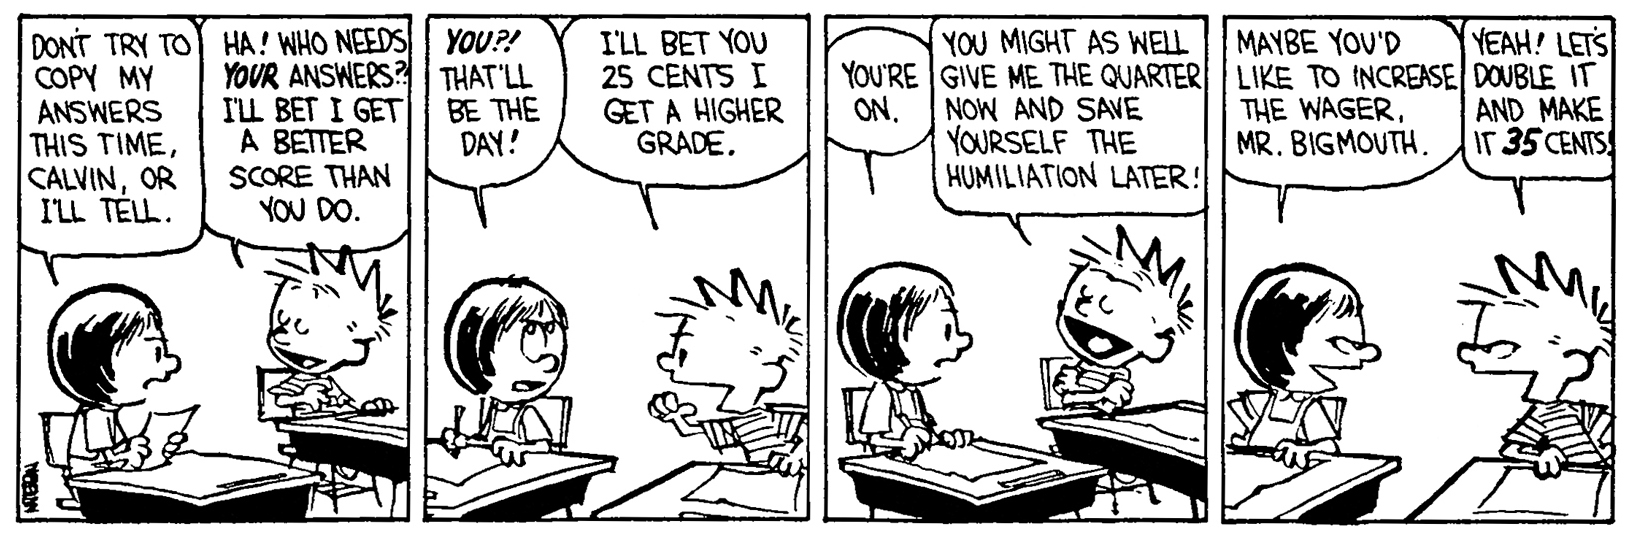 DON'T TRY TO
COPY MY
ANSWERS
THIS TIME,
CALVIN, OR
I'LL TELL.
HA! WHO NEEDS
YOUR ANSWERS?!
I'LL BET I GET
A BETTER
SCORE THAN
YOU DO.
YOU?!
THAT'LL
BE THE
DAY!
I'LL BET YOU
25 CENTS I
GET A HIGHER
GRADE.
YOU'RE
ON.
YOU MIGHT AS WELL
GIVE ME THE QUARTER
NOW AND SAVE
YOURSELF THE
HUMILIATION LATER!
MAYBE YOU'D
LIKE TO INCREASE
THE WAGER,
MR. BIGMOUTH.
YEAH! LET'S
DOUBLE IT
AND MAKE
IT 35 CENTS!